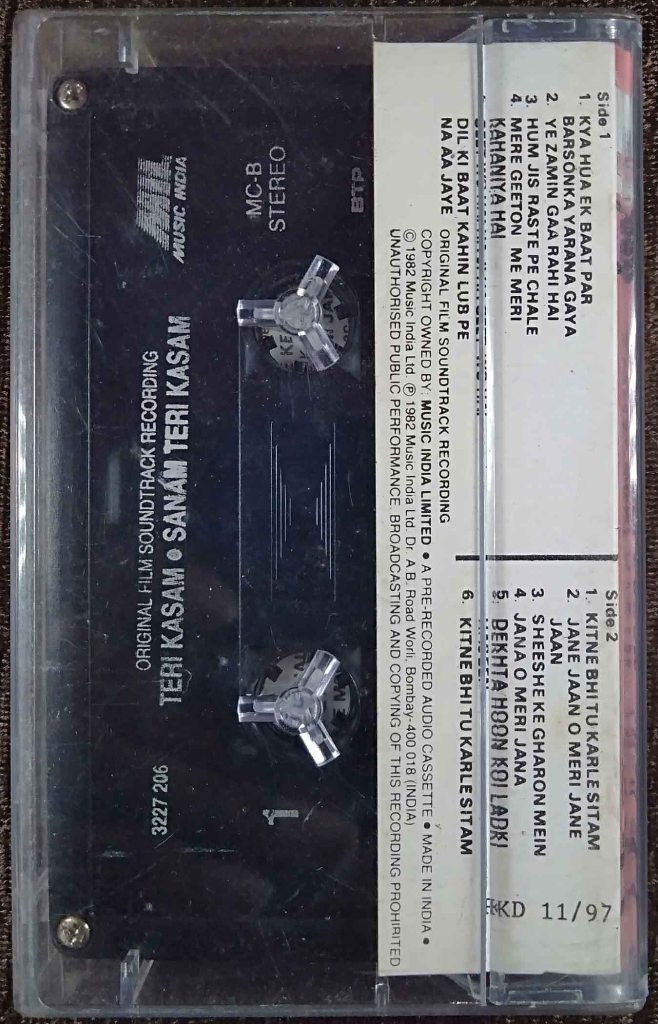 Side 1
1. KYA HUA EK BAAT PAR
BARSONKA YARANA GAYA
2. YE ZAMIN GAA RAHI HAI
3. HUM JIS RASTE PE CHALE
4. MERE GEETON ME MERI
KAHANIYA HAI
DIL KI BAAT KAHIN LUB PE
NA AA JAYE
Side 2
1. KITNE BHI TU KARLE SITAM
2. JANE JAAN O MERI JANE
JAAN
3. SHEESHE KE GHARON MEIN
4. JANA O MERI JANA
5. DEKHTA HOON KOI LADKI
6. KITNE BHI TU KARLE SITAM
KD 11/97
ORIGINAL FILM SOUNDTRACK RECORDING
COPYRIGHT OWNED BY: MUSIC INDIA LIMITED • A PRE-RECORDED AUDIO CASSETTE • MADE IN INDIA •
© 1982 Music India Ltd. ℗ 1982 Music India Ltd. Dr. A.B. Road Worli, Bombay-400 018 (INDIA)
UNAUTHORISED PUBLIC PERFORMANCE, BROADCASTING AND COPYING OF THIS RECORDING PROHIBITED
BTP
MC-8
STEREO
MIL
MUSIC INDIA
1
ORIGINAL FILM SOUNDTRACK RECORDING
TERI KASAM • SANAM TERI KASAM
3227 206